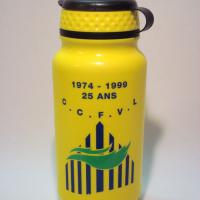 1974 - 1999
25 ANS
C. C. F. V. L